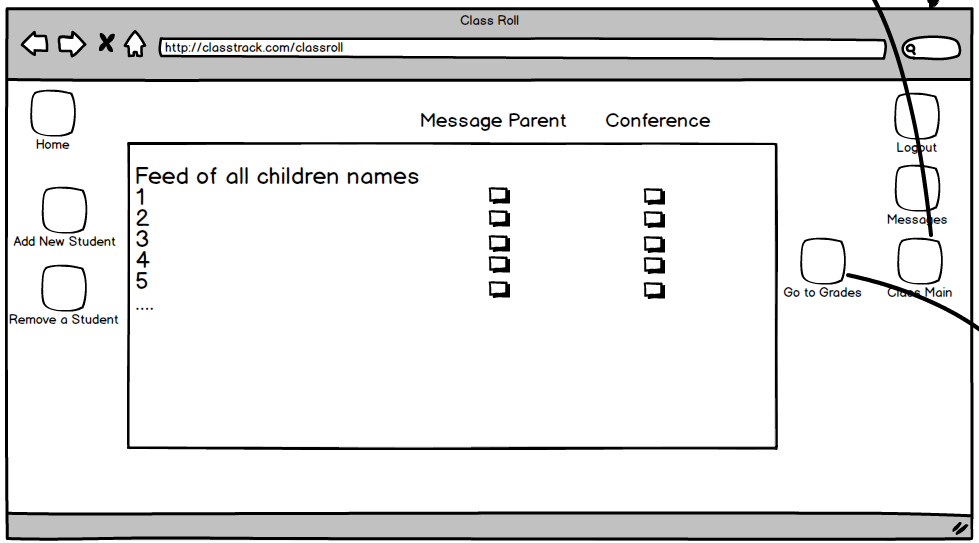 Class Roll
http://classtrack.com/classroll
Home
Message Parent
Conference
Logout
Feed of all children names
1
2
3
4
5
....
Add New Student
Remove a Student
Messages
Go to Grades
Class Main